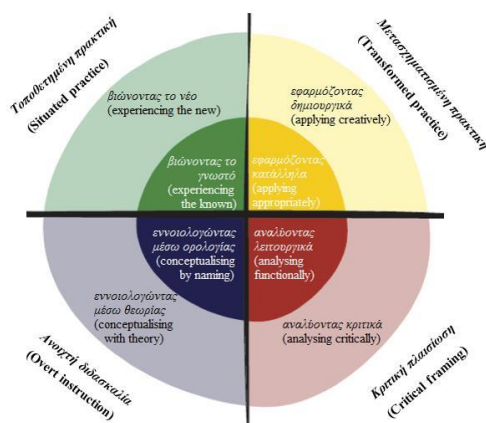 Τοποθετημένη πρακτική
(Situated practice)
Μετασχηματισμένη πρακτικη
(Transformed practice)
βιώνοντας το νέο
(experiencing the new)
εφαρμόζοντας
δημιουργικά
(applying creatively)
βιώνοντας το
γνωστό
(experiencing
the known)
εφαρμόζοντας
κατάλληλα
(applying
appropriately)
εννοιολογώντας
μέσω ορολογίας
(conceptualising
by naming)
αναλύοντας
λειτουργικά
(analysing
functionally)
εννοιολογώντας
μέσω θεωρίας
(conceptualising
with theory)
αναλύοντας κριτικά
(analysing critically)
Ανοιχτή διδασκαλία
(Overt instruction)
Κριτική πλαισίωση
(Critical framing)